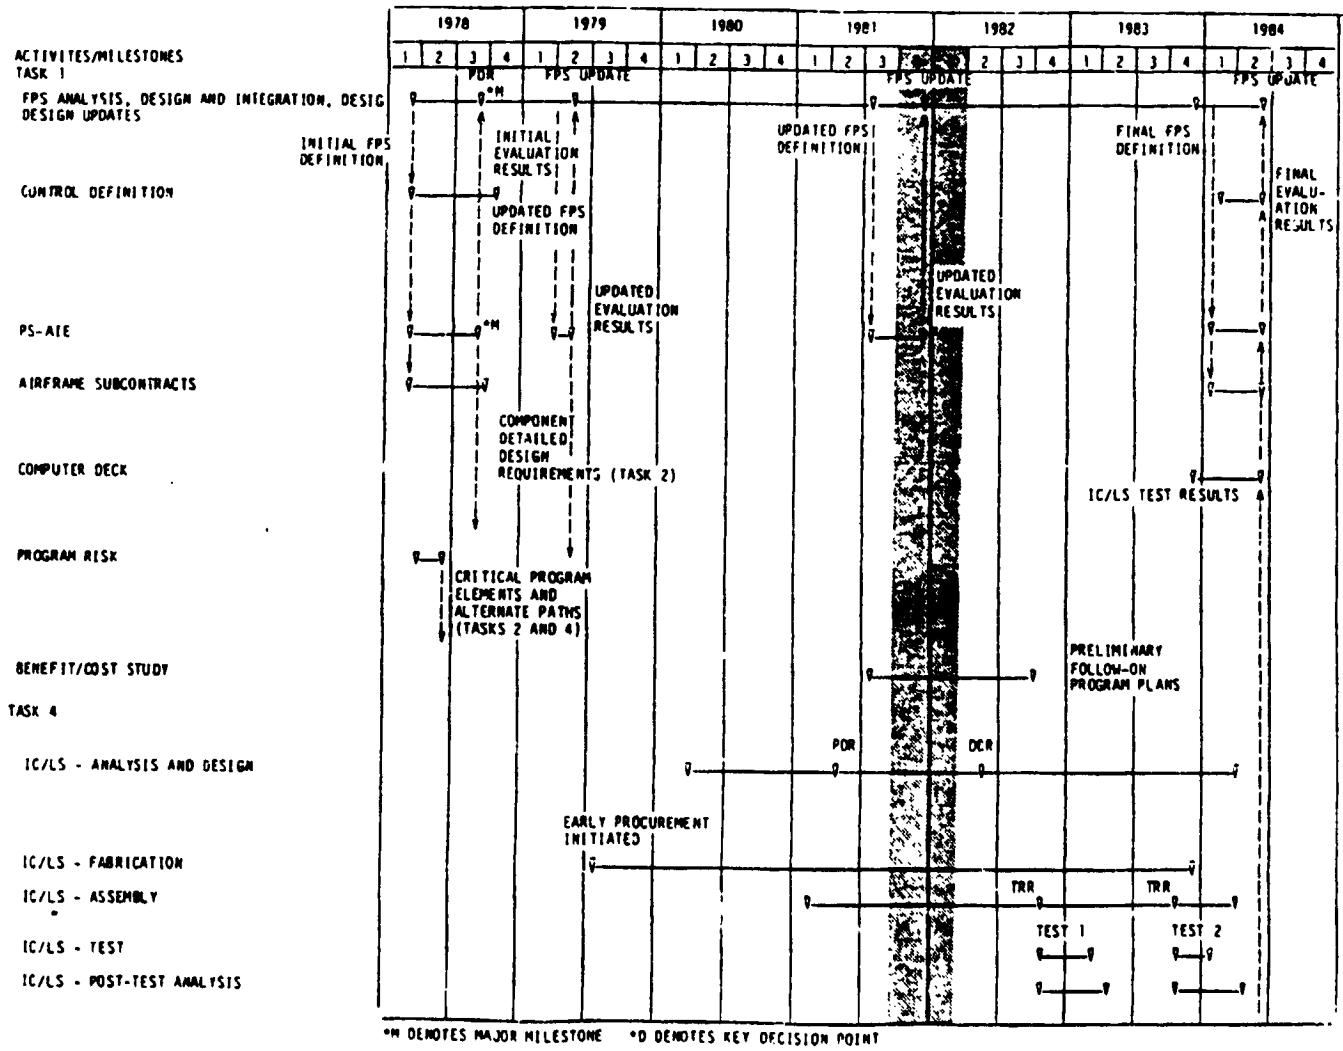 1978 1979 1980 1981 1982 1983 1984
ACTIVITES/MILESTONES
1 2 3 4 1 2 3 4 1 2 3 4 1 2 3 2 3 4 1 2 3 4 1 2 3 4
TASK 1
PDR FPS UPDATE FPS UPDATE FPS UPDATE
FPS ANALYSIS, DESIGN AND INTEGRATION, DESIG
*M
DESIGN UPDATES
INITIAL FPS
DEFINITION
INITIAL
EVALUATION
RESULTS
UPDATED FPS
DEFINITION
FINAL FPS
DEFINITION
FINAL
EVALU-
ATION
RESULTS
CONTROL DEFINITION
UPDATED FPS
DEFINITION
UPDATED
EVALUATION
RESULTS
UPDATED
EVALUATION
RESULTS
PS-AIE
*M
AIRFRAME SUBCONTRACTS
COMPONENT
DETAILED
DESIGN
REQUIREMENTS (TASK 2)
COMPUTER DECK
IC/LS TEST RESULTS
PROGRAM RISK
CRITICAL PROGRAM
ELEMENTS AND
ALTERNATE PATHS
(TASKS 2 AND 4)
BENEFIT/COST STUDY
PRELIMINARY
FOLLOW-ON
PROGRAM PLANS
TASK 4
PDR DCR
IC/LS - ANALYSIS AND DESIGN
EARLY PROCUREMENT
INITIATED
IC/LS - FABRICATION
IC/LS - ASSEMBLY
TRR TRR
TEST 1 TEST 2
IC/LS - TEST
IC/LS - POST-TEST ANALYSIS
*M DENOTES MAJOR MILESTONE *D DENOTES KEY DECISION POINT